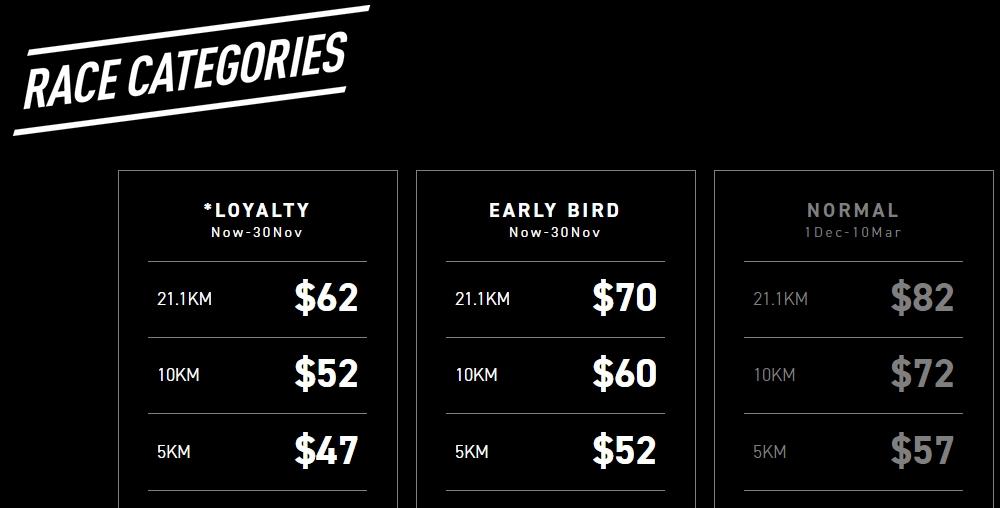 RACE CATEGORIES
*LOYALTY
Now-30Nov
21.1KM $62
10KM $52
5KM $47
EARLY BIRD
Now-30Nov
21.1KM $70
10KM $60
5KM $52
NORMAL
1Dec-10Mar
21.1KM $82
10KM $72
5KM $57